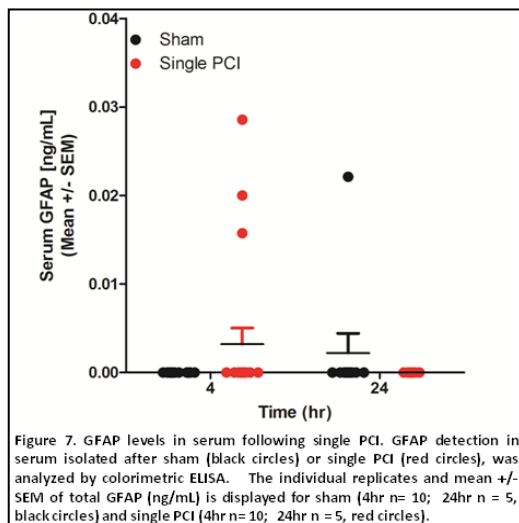 0.04
Sham
Single PCI
0.03
0.02
0.01
0.00
Serum GFAP [ng/mL]
(Mean +/- SEM)
4
24
Time (hr)
Figure 7. GFAP levels in serum following single PCI. GFAP detection in
serum isolated after sham (black circles) or single PCI (red circles), was
analyzed by colorimetric ELISA. The individual replicates and mean +/-
SEM of total GFAP (ng/mL) is displayed for sham (4hr n= 10; 24hr n = 5,
black circles) and single PCI (4hr n= 10; 24hr n = 5, red circles).